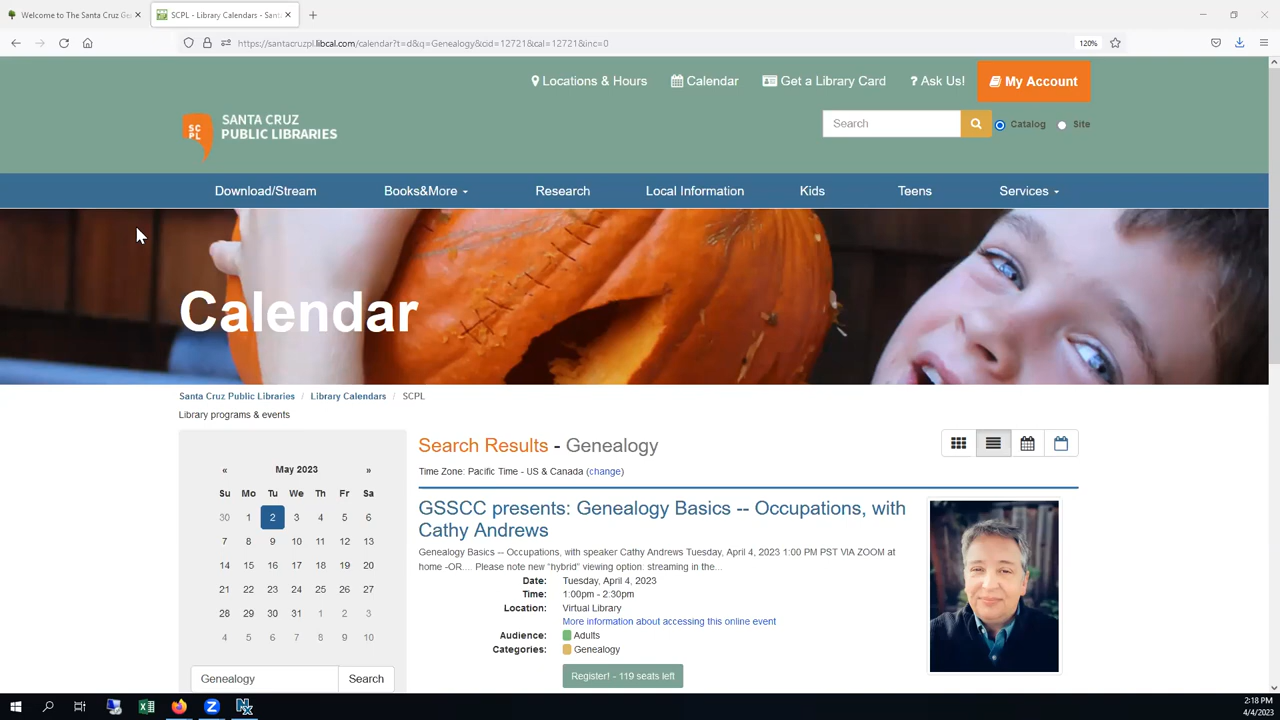 Welcome to The Santa Cruz Ge
SCPL - Library Calendars - Sant
https://santacruzpl.libcal.com/calendar?t=d&q=Genealogy&cid=12721&cal=12721&inc=0
120%
Locations & Hours
Calendar
Get a Library Card
? Ask Us!
My Account
SC
PL
SANTA CRUZ
PUBLIC LIBRARIES
Search
Catalog
Site
Download/Stream
Books&More
Research
Local Information
Kids
Teens
Services
Calendar
Santa Cruz Public Libraries / Library Calendars / SCPL
Library programs & events
« May 2023 »
Su Mo Tu We Th Fr Sa
30 1 2 3 4 5 6
7 8 9 10 11 12 13
14 15 16 17 18 19 20
21 22 23 24 25 26 27
28 29 30 31 1 2 3
4 5 6 7 8 9 10
Genealogy
Search
Search Results - Genealogy
Time Zone: Pacific Time - US & Canada (change)
GSSCC presents: Genealogy Basics -- Occupations, with
Cathy Andrews
Genealogy Basics -- Occupations, with speaker Cathy Andrews Tuesday, April 4, 2023 1:00 PM PST VIA ZOOM at
home -OR.... Please note new “hybrid” viewing option. streaming in the...
Date: Tuesday, April 4, 2023
Time: 1:00pm - 2:30pm
Location: Virtual Library
More information about accessing this online event
Audience: Adults
Categories: Genealogy
Register! - 119 seats left
2:18 PM
4/4/2023